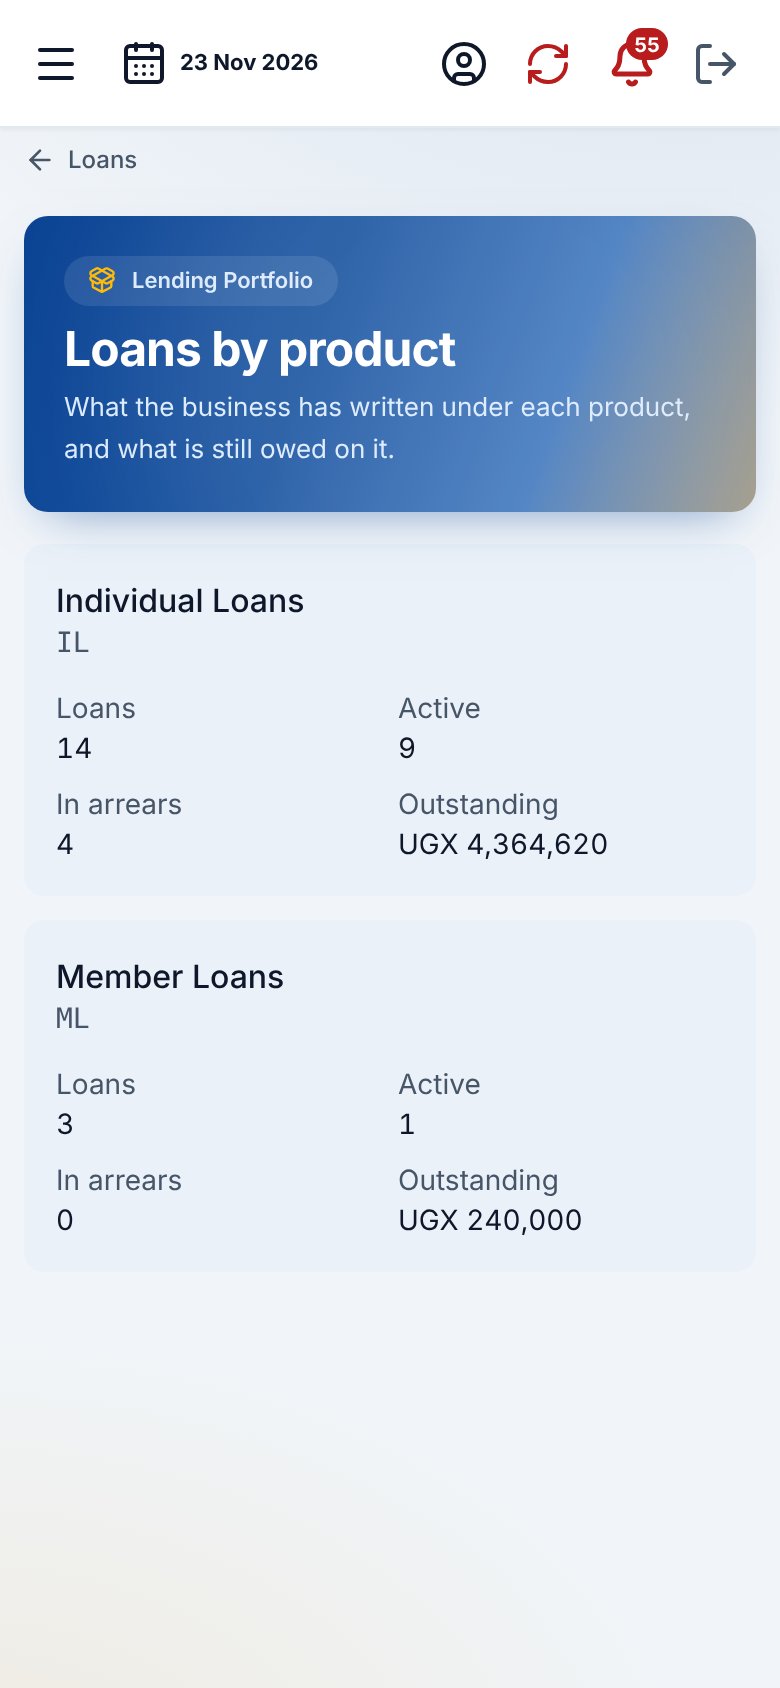 23 Nov 2026
55
Loans
Lending Portfolio
Loans by product
What the business has written under each product,
and what is still owed on it.
Individual Loans
IL
Loans
Active
14
9
In arrears
Outstanding
4
UGX 4,364,620
Member Loans
ML
Loans
Active
3
1
In arrears
Outstanding
0
UGX 240,000